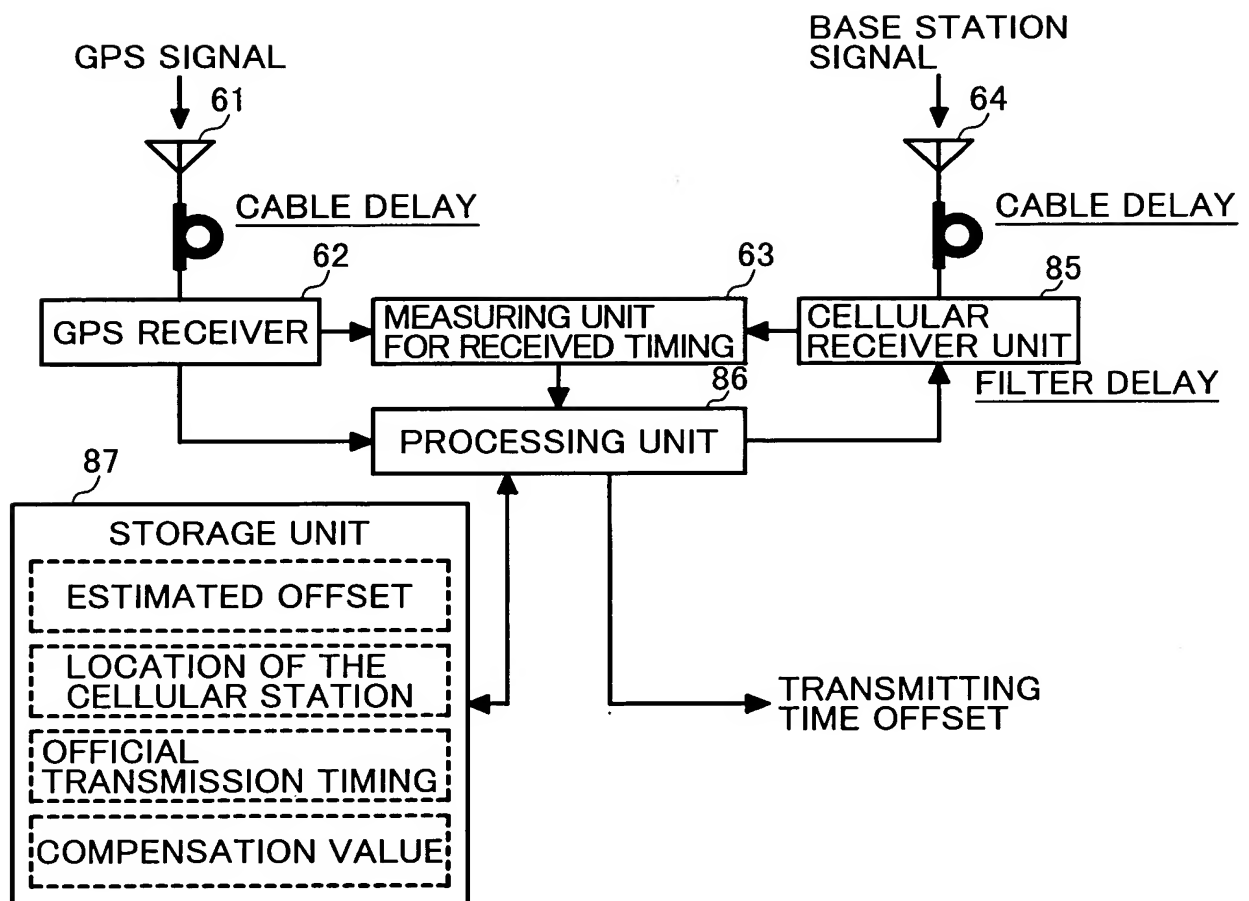 GPS SIGNAL
BASE STATION
SIGNAL
61
64
CABLE DELAY
CABLE DELAY
62
63
85
GPS RECEIVER
MEASURING UNIT
FOR RECEIVED TIMING
CELLULAR
RECEIVER UNIT
FILTER DELAY
86
PROCESSING UNIT
87
STORAGE UNIT
ESTIMATED OFFSET
LOCATION OF THE
CELLULAR STATION
OFFICIAL
TRANSMISSION TIMING
COMPENSATION VALUE
TRANSMITTING
TIME OFFSET